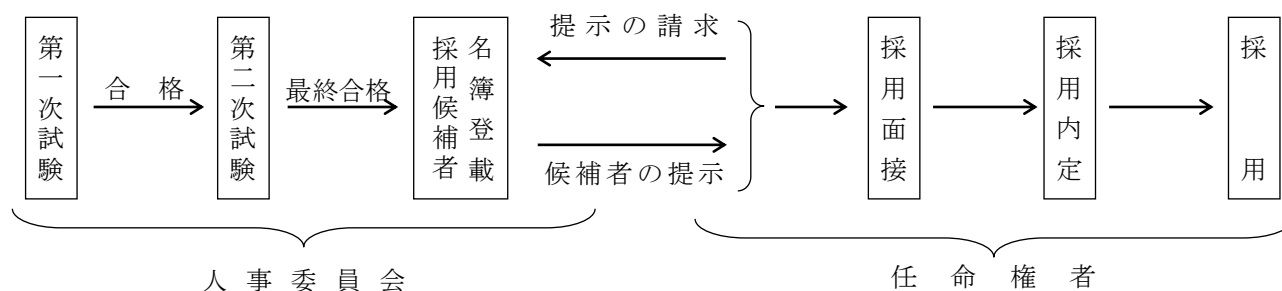 第一次試験
合格
第二次試験
最終合格
採用候補者
名簿登載
提示の請求
候補者の提示
採用面接
採用内定
採用
人事委員会
任命権者